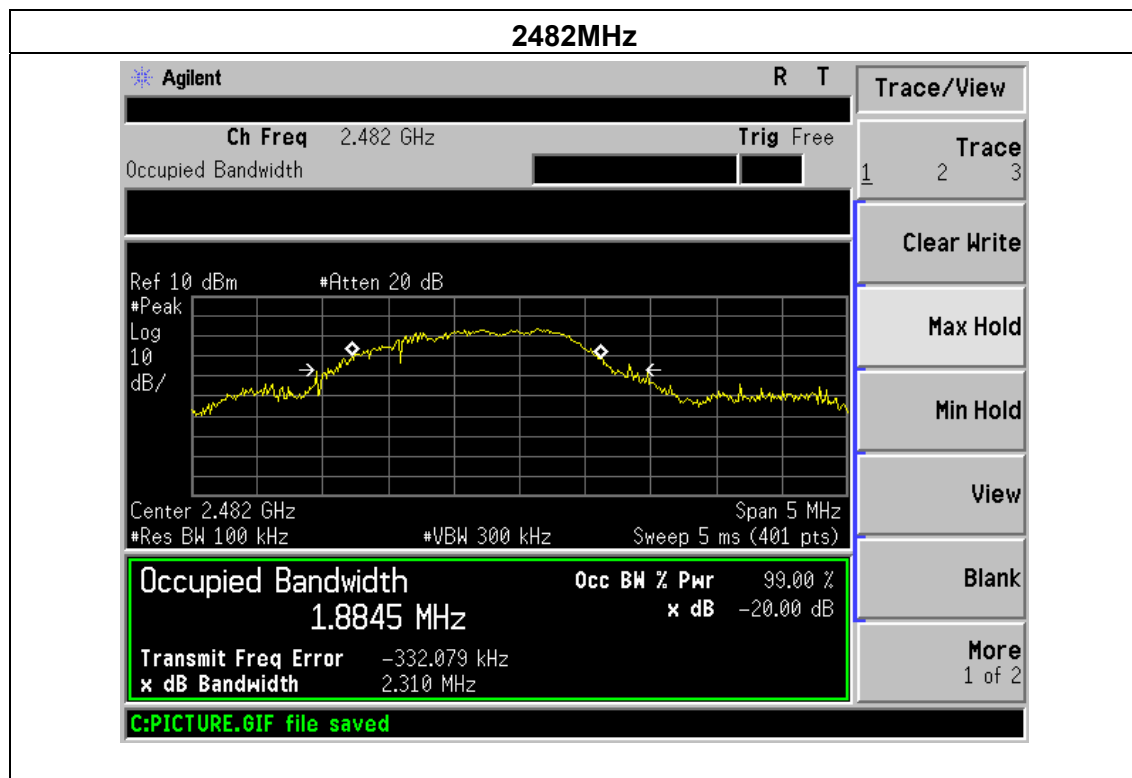 2482MHz
Agilent R T
Trace/View
Ch Freq 2.482 GHz Trig Free
Occupied Bandwidth
Trace
1 2 3
Clear Write
Ref 10 dBm #Atten 20 dB
#Peak
Log
10
dB/
Max Hold
Min Hold
Center 2.482 GHz Span 5 MHz
#Res BW 100 kHz #VBW 300 kHz Sweep 5 ms (401 pts)
View
Occupied Bandwidth
1.8845 MHz
Occ BW % Pwr 99.00 %
x dB -20.00 dB
Transmit Freq Error -332.079 kHz
x dB Bandwidth 2.310 MHz
Blank
More
1 of 2
C:PICTURE.GIF file saved